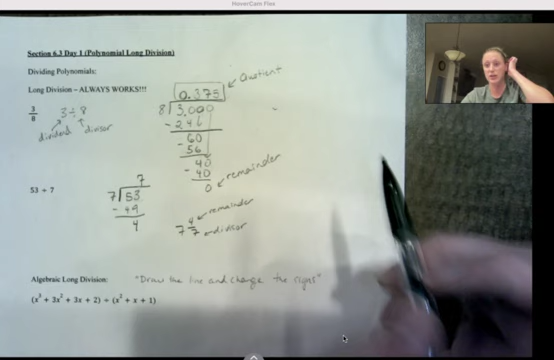 HoverCam Flex
Section 6.3 Day 1 (Polynomial Long Division)
Dividing Polynomials:
Long Division – ALWAYS WORKS!!!
3/8 3 ÷ 8
dividend divisor
0.375 Quotient
8 3.000
- 24
60
- 56
40
- 40
0 remainder
53 ÷ 7
7
7 53
- 49
4
7 4/7 remainder
divisor
Algebraic Long Division: "Draw the line and change the signs"
(x³ + 3x² + 3x + 2) ÷ (x² + x + 1)